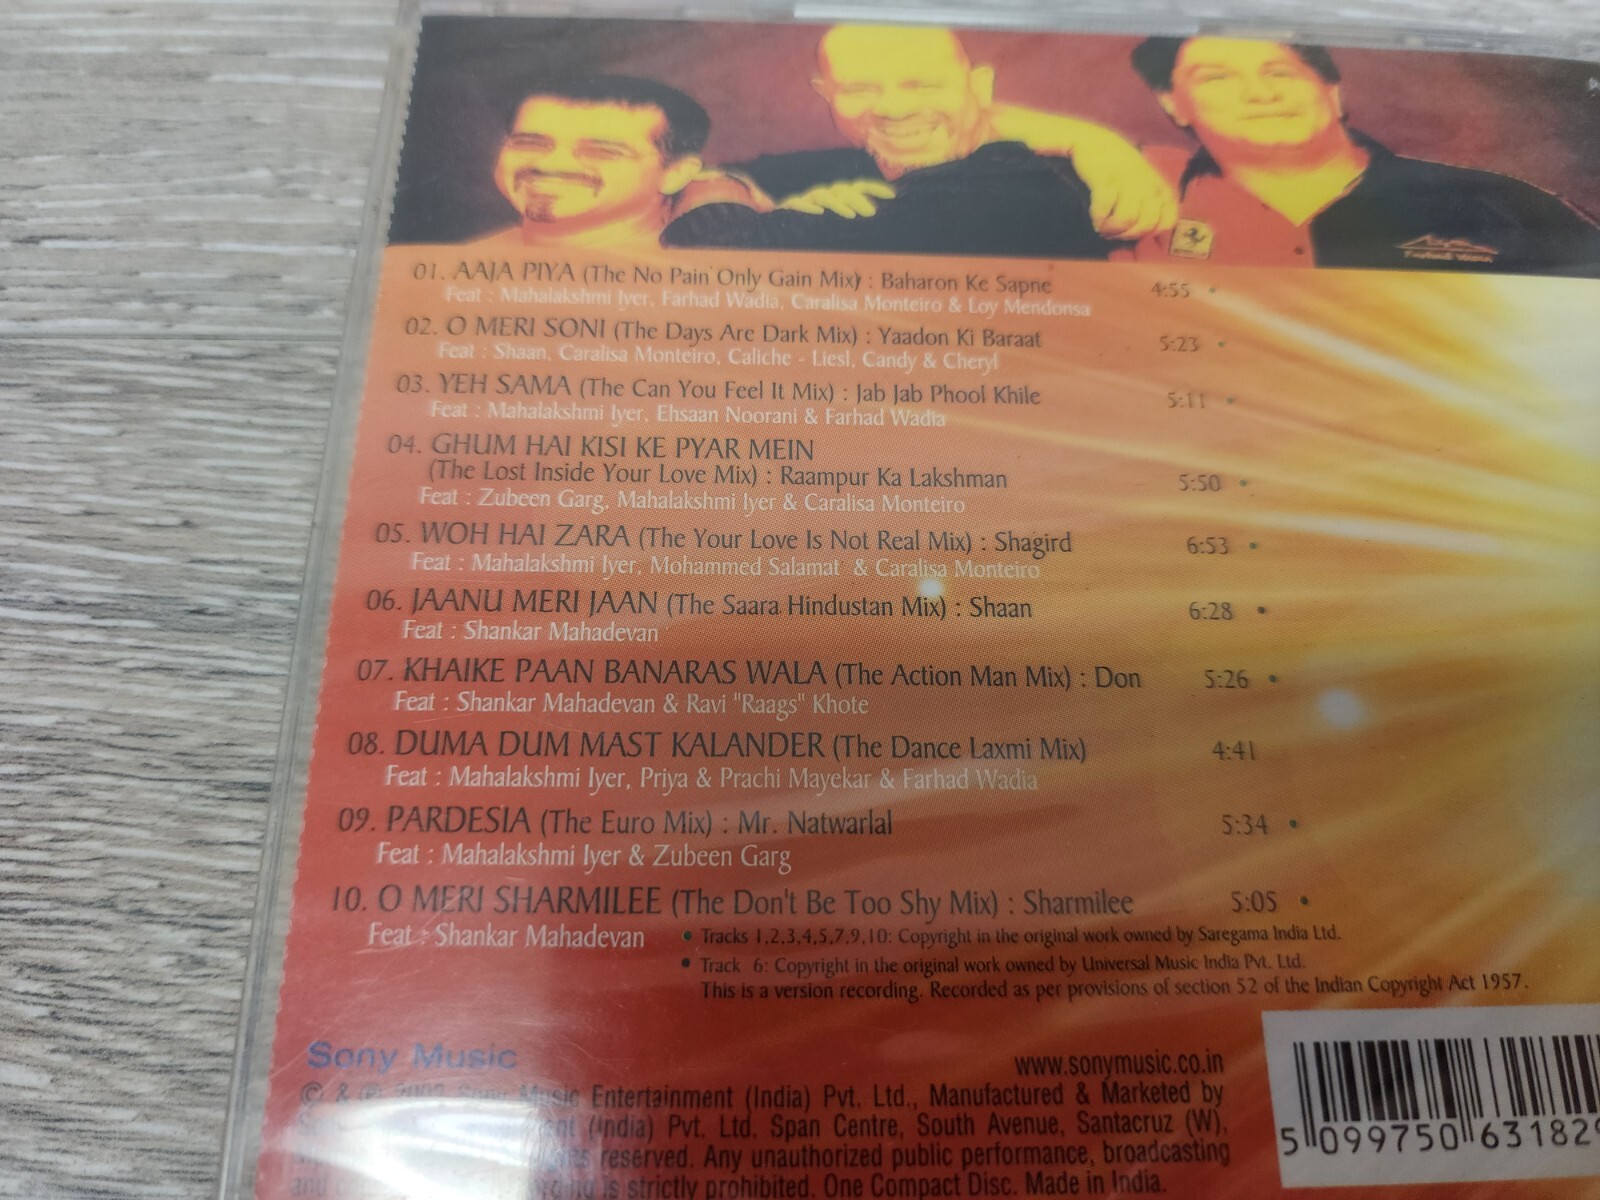 01. AAJA PIYA (The No Pain Only Gain Mix) : Baharon Ke Sapne 4:55 •
Feat : Mahalakshmi Iyer, Farhad Wadia, Caralisa Monteiro & Loy Mendonsa
02. O MERI SONI (The Days Are Dark Mix) : Yaadon Ki Baraat 5:23 •
Feat : Shaan, Caralisa Monteiro, Caliche - Liesl, Candy & Cheryl
03. YEH SAMA (The Can You Feel It Mix) : Jab Jab Phool Khile 5:11 •
Feat : Mahalakshmi Iyer, Ehsaan Noorani & Farhad Wadia
04. GHUM HAI KISI KE PYAR MEIN
(The Lost Inside Your Love Mix) : Raampur Ka Lakshman 5:50 •
Feat : Zubeen Garg, Mahalakshmi Iyer & Caralisa Monteiro
05. WOH HAI ZARA (The Your Love Is Not Real Mix) : Shagird 6:53 •
Feat : Mahalakshmi Iyer, Mohammed Salamat & Caralisa Monteiro
06. JAANU MERI JAAN (The Saara Hindustan Mix) : Shaan 6:28 •
Feat : Shankar Mahadevan
07. KHAIKE PAAN BANARAS WALA (The Action Man Mix) : Don 5:26 •
Feat : Shankar Mahadevan & Ravi "Raags" Khote
08. DUMA DUM MAST KALANDER (The Dance Laxmi Mix) 4:41
Feat : Mahalakshmi Iyer, Priya & Prachi Mayekar & Farhad Wadia
09. PARDESIA (The Euro Mix) : Mr. Natwarlal 5:34 •
Feat : Mahalakshmi Iyer & Zubeen Garg
10. O MERI SHARMILEE (The Don't Be Too Shy Mix) : Sharmilee 5:05 •
Feat : Shankar Mahadevan
• Tracks 1,2,3,4,5,7,9,10: Copyright in the original work owned by Saregama India Ltd.
• Track 6: Copyright in the original work owned by Universal Music India Pvt. Ltd.
This is a version recording. Recorded as per provisions of section 52 of the Indian Copyright Act 1957.
Sony Music
www.sonymusic.co.in
© & ℗ Sony Music Entertainment (India) Pvt. Ltd., Manufactured & Marketed by
(India) Pvt. Ltd. Span Centre, South Avenue, Santacruz (W),
reserved. Any unauthorized public performance, broadcasting
is strictly prohibited. One Compact Disc. Made in India.
5 099750 631829